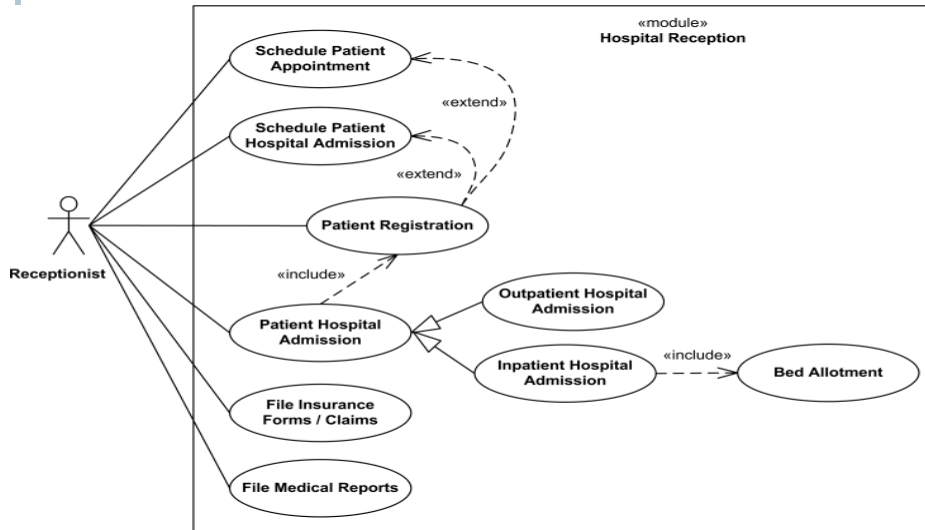 «module»
Hospital Reception
Schedule Patient
Appointment
«extend»
Schedule Patient
Hospital Admission
«extend»
Patient Registration
Receptionist
«include»
Outpatient Hospital
Admission
Patient Hospital
Admission
«include»
Inpatient Hospital
Admission
Bed Allotment
File Insurance
Forms / Claims
File Medical Reports